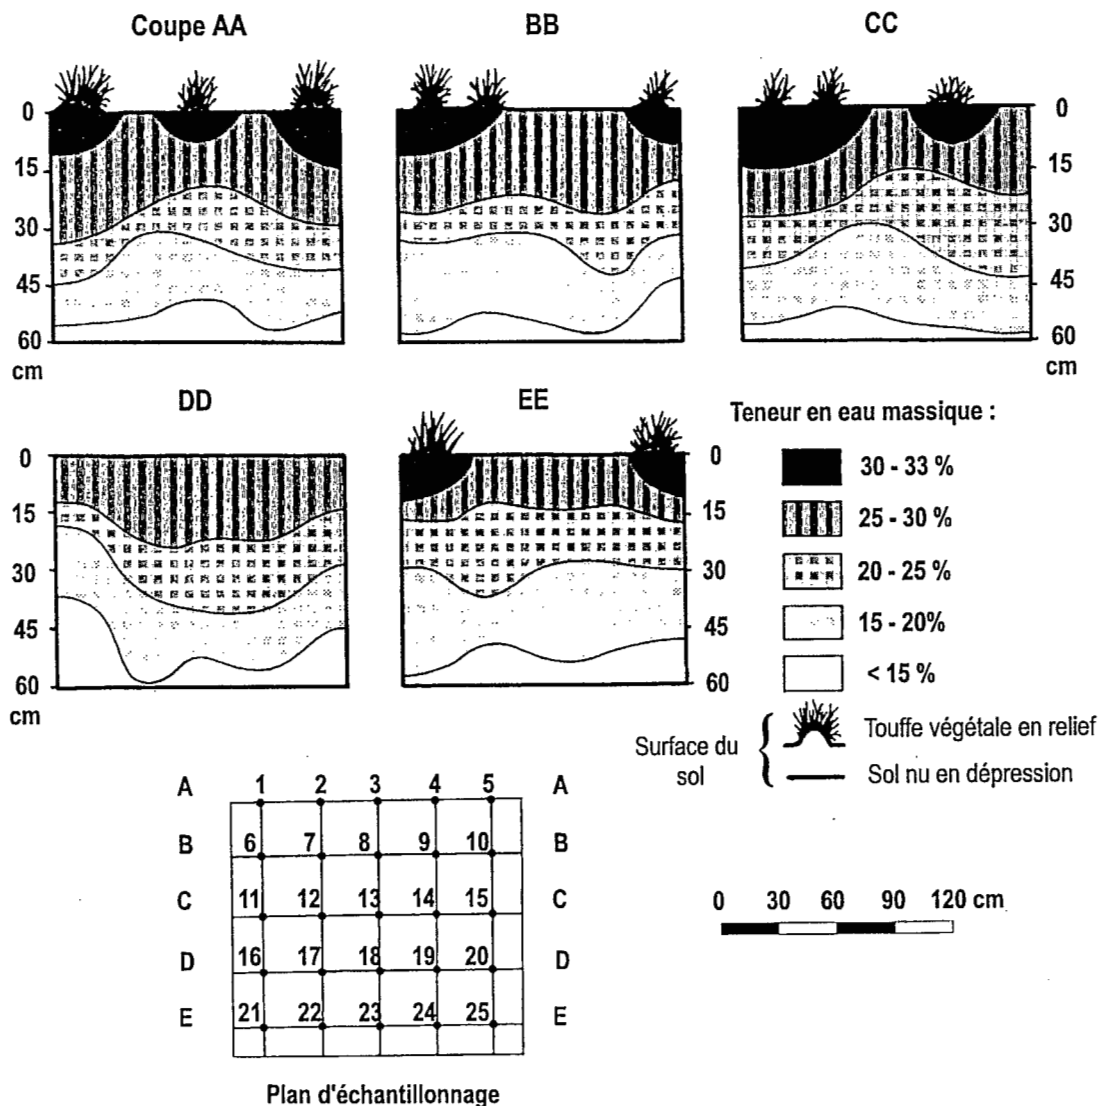 Coupe AA
BB
CC
0
15
30
45
60
cm
0
15
30
45
60
cm
DD
EE
0
15
30
45
60
cm
0
15
30
45
60
Teneur en eau massique :
30 - 33 %
25 - 30 %
20 - 25 %
15 - 20%
< 15 %
Surface du
sol
Touffe végétale en relief
Sol nu en dépression
A 1 2 3 4 5 A
B 6 7 8 9 10 B
C 11 12 13 14 15 C
D 16 17 18 19 20 D
E 21 22 23 24 25 E
Plan d'échantillonnage
0 30 60 90 120 cm